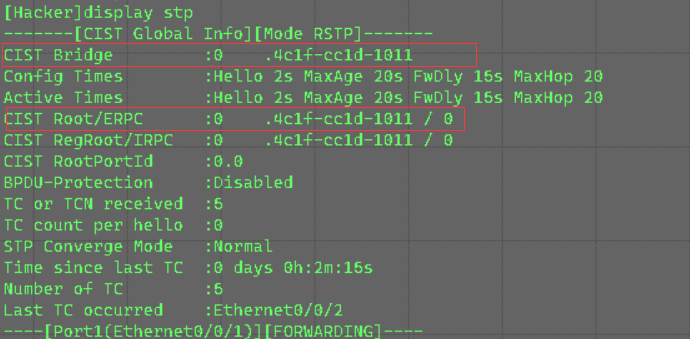 [Hacker]display stp
-------[CIST Global Info][Mode RSTP]-------
CIST Bridge         :0    .4c1f-cc1d-1011
Config Times        :Hello 2s MaxAge 20s FwDly 15s MaxHop 20
Active Times        :Hello 2s MaxAge 20s FwDly 15s MaxHop 20
CIST Root/ERPC      :0    .4c1f-cc1d-1011 / 0
CIST RegRoot/IRPC   :0    .4c1f-cc1d-1011 / 0
CIST RootPortId     :0.0
BPDU-Protection     :Disabled
TC or TCN received  :5
TC count per hello  :0
STP Converge Mode   :Normal
Time since last TC  :0 days 0h:2m:15s
Number of TC        :5
Last TC occurred    :Ethernet0/0/2
----[Port1(Ethernet0/0/1)][FORWARDING]----